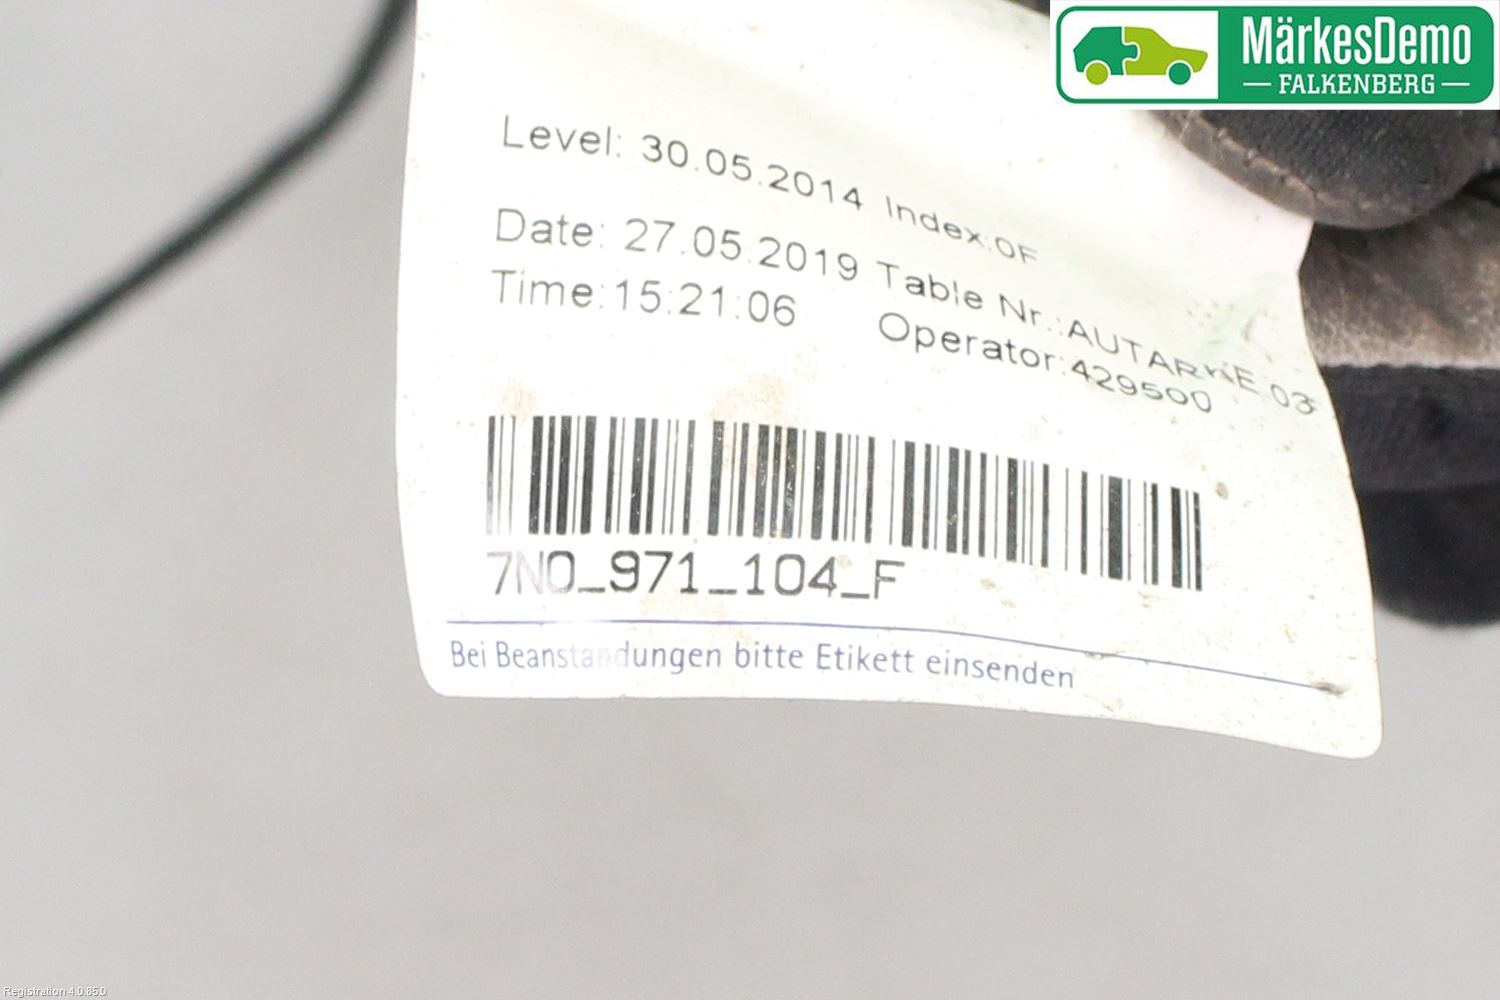 MärkesDemo
FALKENBERG
Level: 30.05.2014 Index:0F
Date: 27.05.2019 Table Nr.:AUTARKE 03
Time:15:21:06 Operator:429500
7N0_971_104_F
Bei Beanstandungen bitte Etikett einsenden
Registration 4.0.85.0